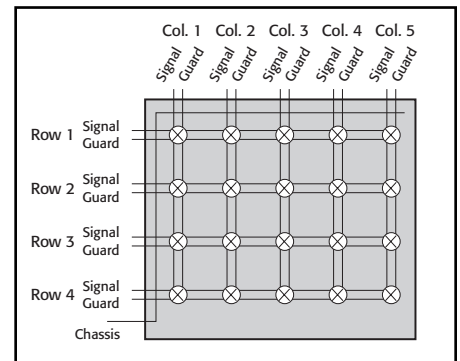 Col. 1 Col. 2 Col. 3 Col. 4 Col. 5
Signal Guard Signal Guard Signal Guard Signal Guard Signal Guard
Row 1 Signal
Guard
Row 2 Signal
Guard
Row 3 Signal
Guard
Row 4 Signal
Guard
Chassis